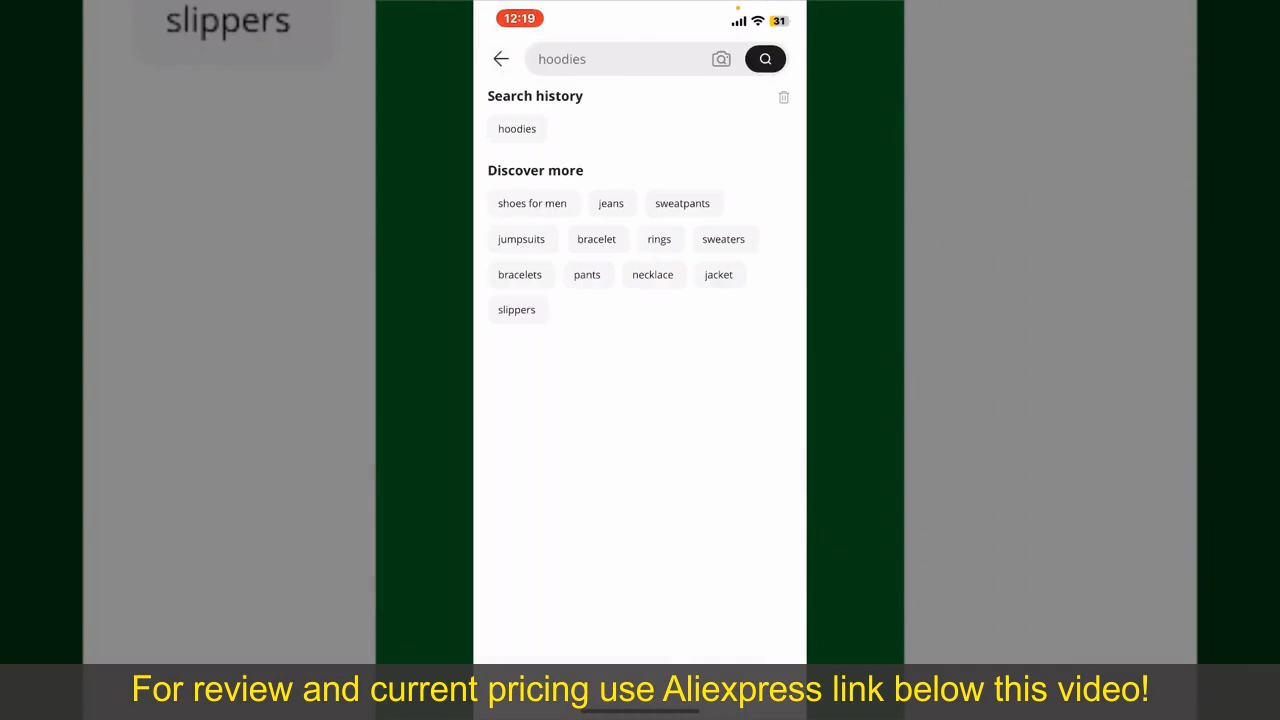 slippers
12:19
31
hoodies
Search history
hoodies
Discover more
shoes for men jeans sweatpants
jumpsuits bracelet rings sweaters
bracelets pants necklace jacket
slippers
For review and current pricing use Aliexpress link below this video!